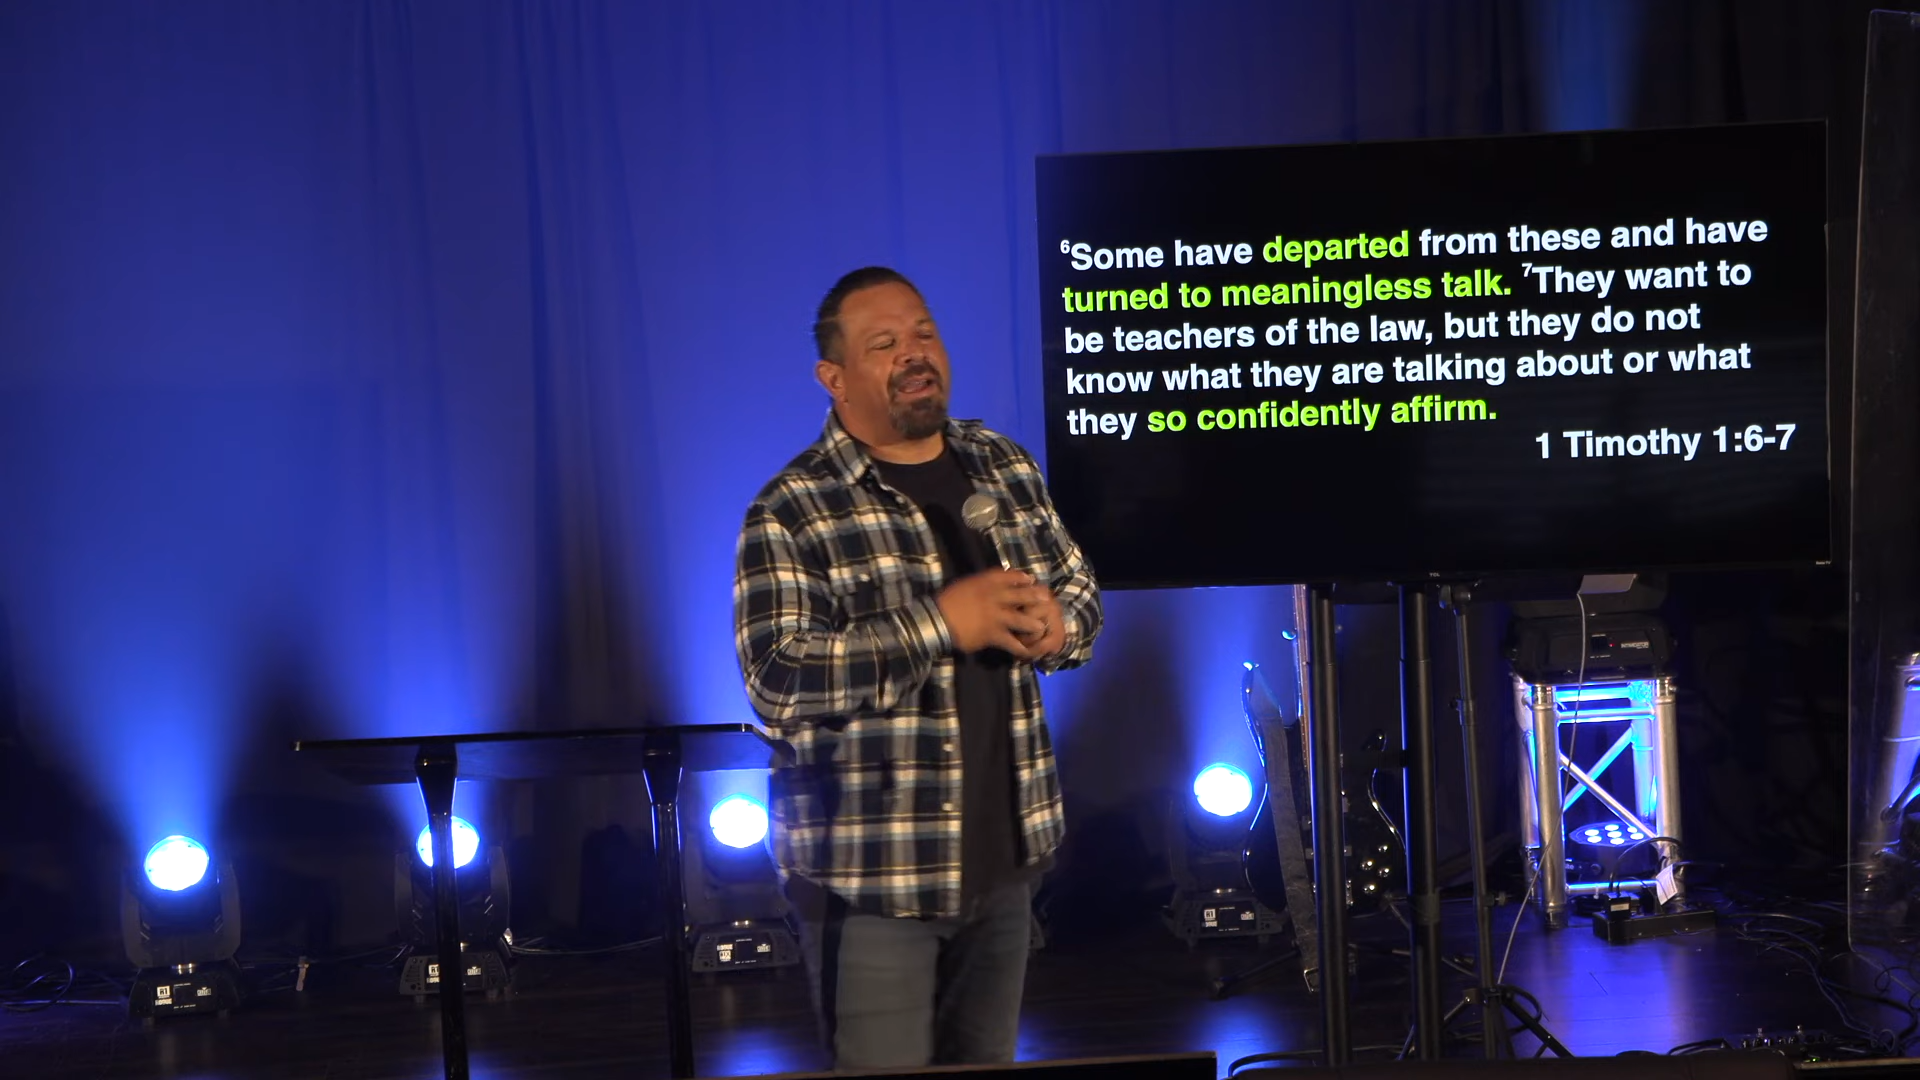 ⁶Some have departed from these and have
turned to meaningless talk. ⁷They want to
be teachers of the law, but they do not
know what they are talking about or what
they so confidently affirm.
1 Timothy 1:6-7